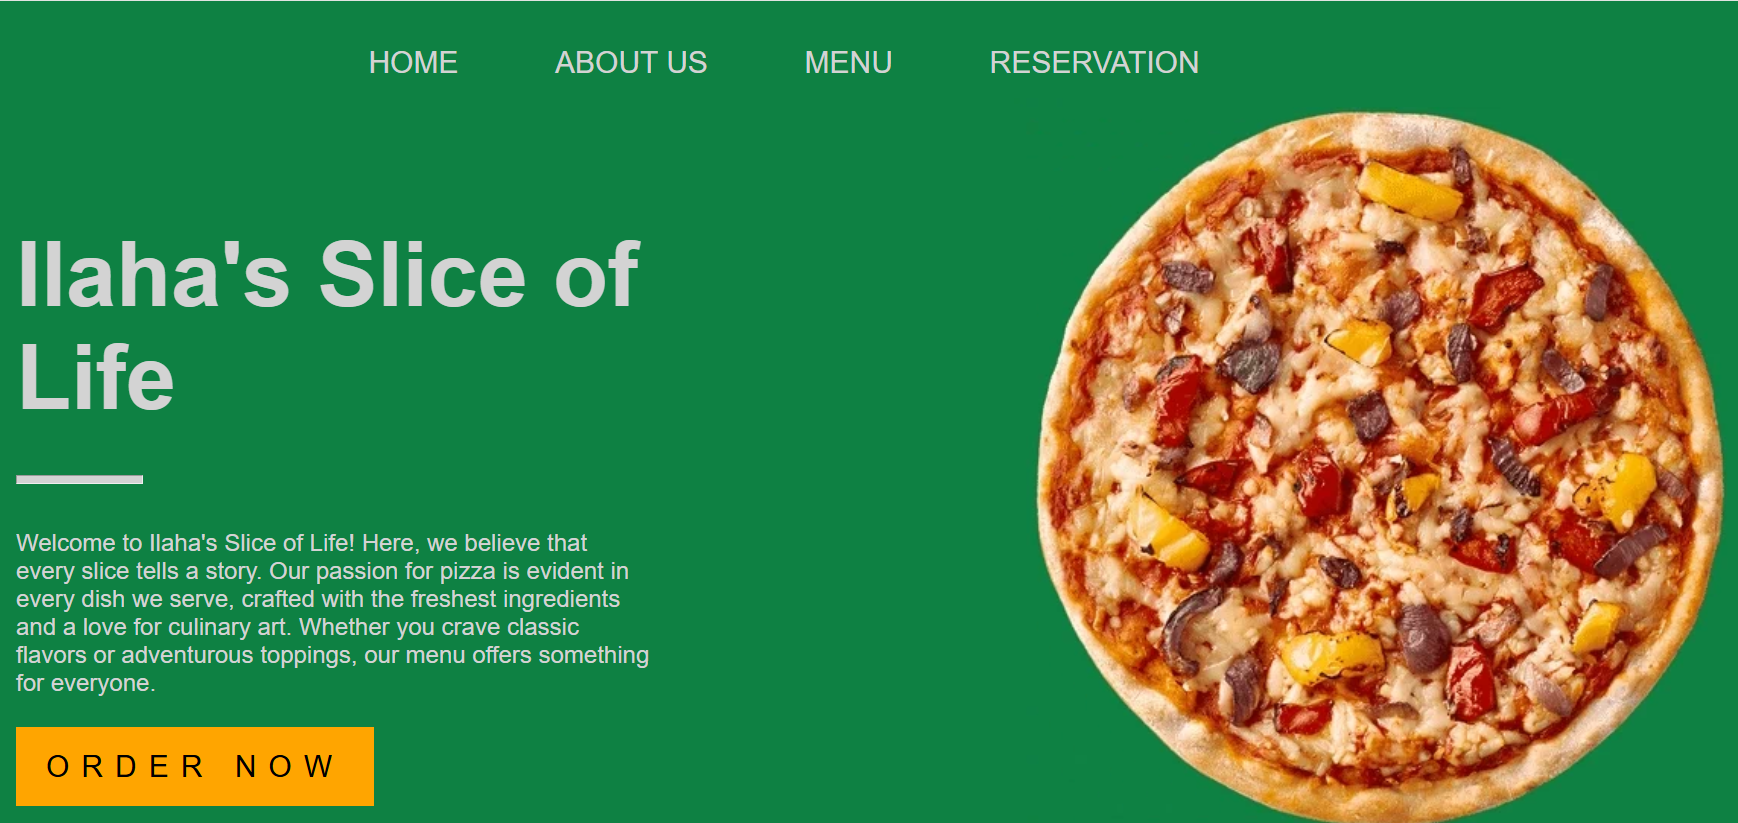 HOME ABOUT US MENU RESERVATION
Ilaha's Slice of
Life
Welcome to Ilaha's Slice of Life! Here, we believe that
every slice tells a story. Our passion for pizza is evident in
every dish we serve, crafted with the freshest ingredients
and a love for culinary art. Whether you crave classic
flavors or adventurous toppings, our menu offers something
for everyone.
ORDER NOW